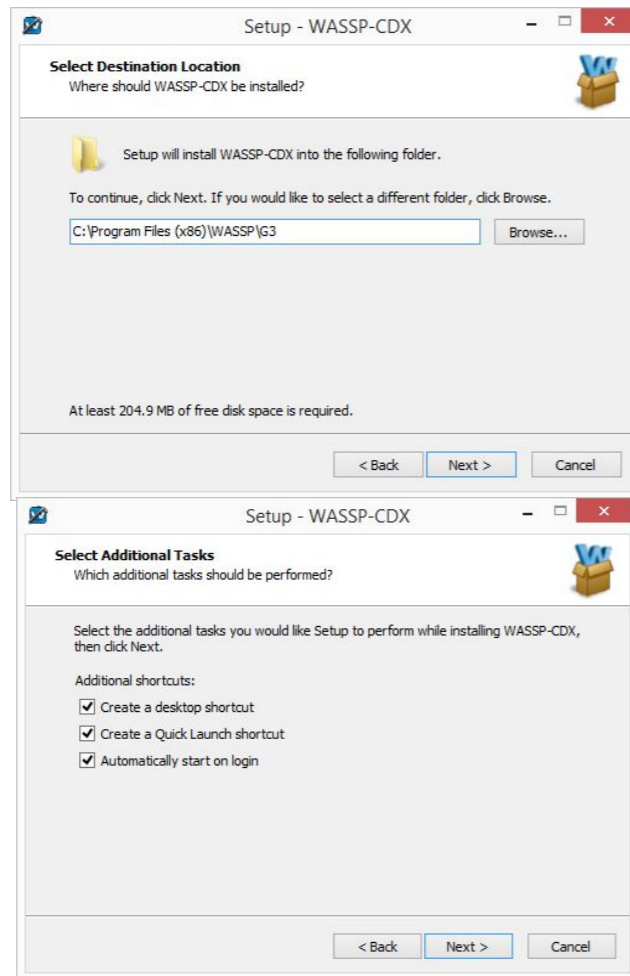 Setup - WASSP-CDX
Select Destination Location
Where should WASSP-CDX be installed?
Setup will install WASSP-CDX into the following folder.
To continue, click Next. If you would like to select a different folder, click Browse.
C:\Program Files (x86)\WASSP\G3
Browse...
At least 204.9 MB of free disk space is required.
< Back Next > Cancel
Setup - WASSP-CDX
Select Additional Tasks
Which additional tasks should be performed?
Select the additional tasks you would like Setup to perform while installing WASSP-CDX,
then click Next.
Additional shortcuts:
Create a desktop shortcut
Create a Quick Launch shortcut
Automatically start on login
< Back Next > Cancel